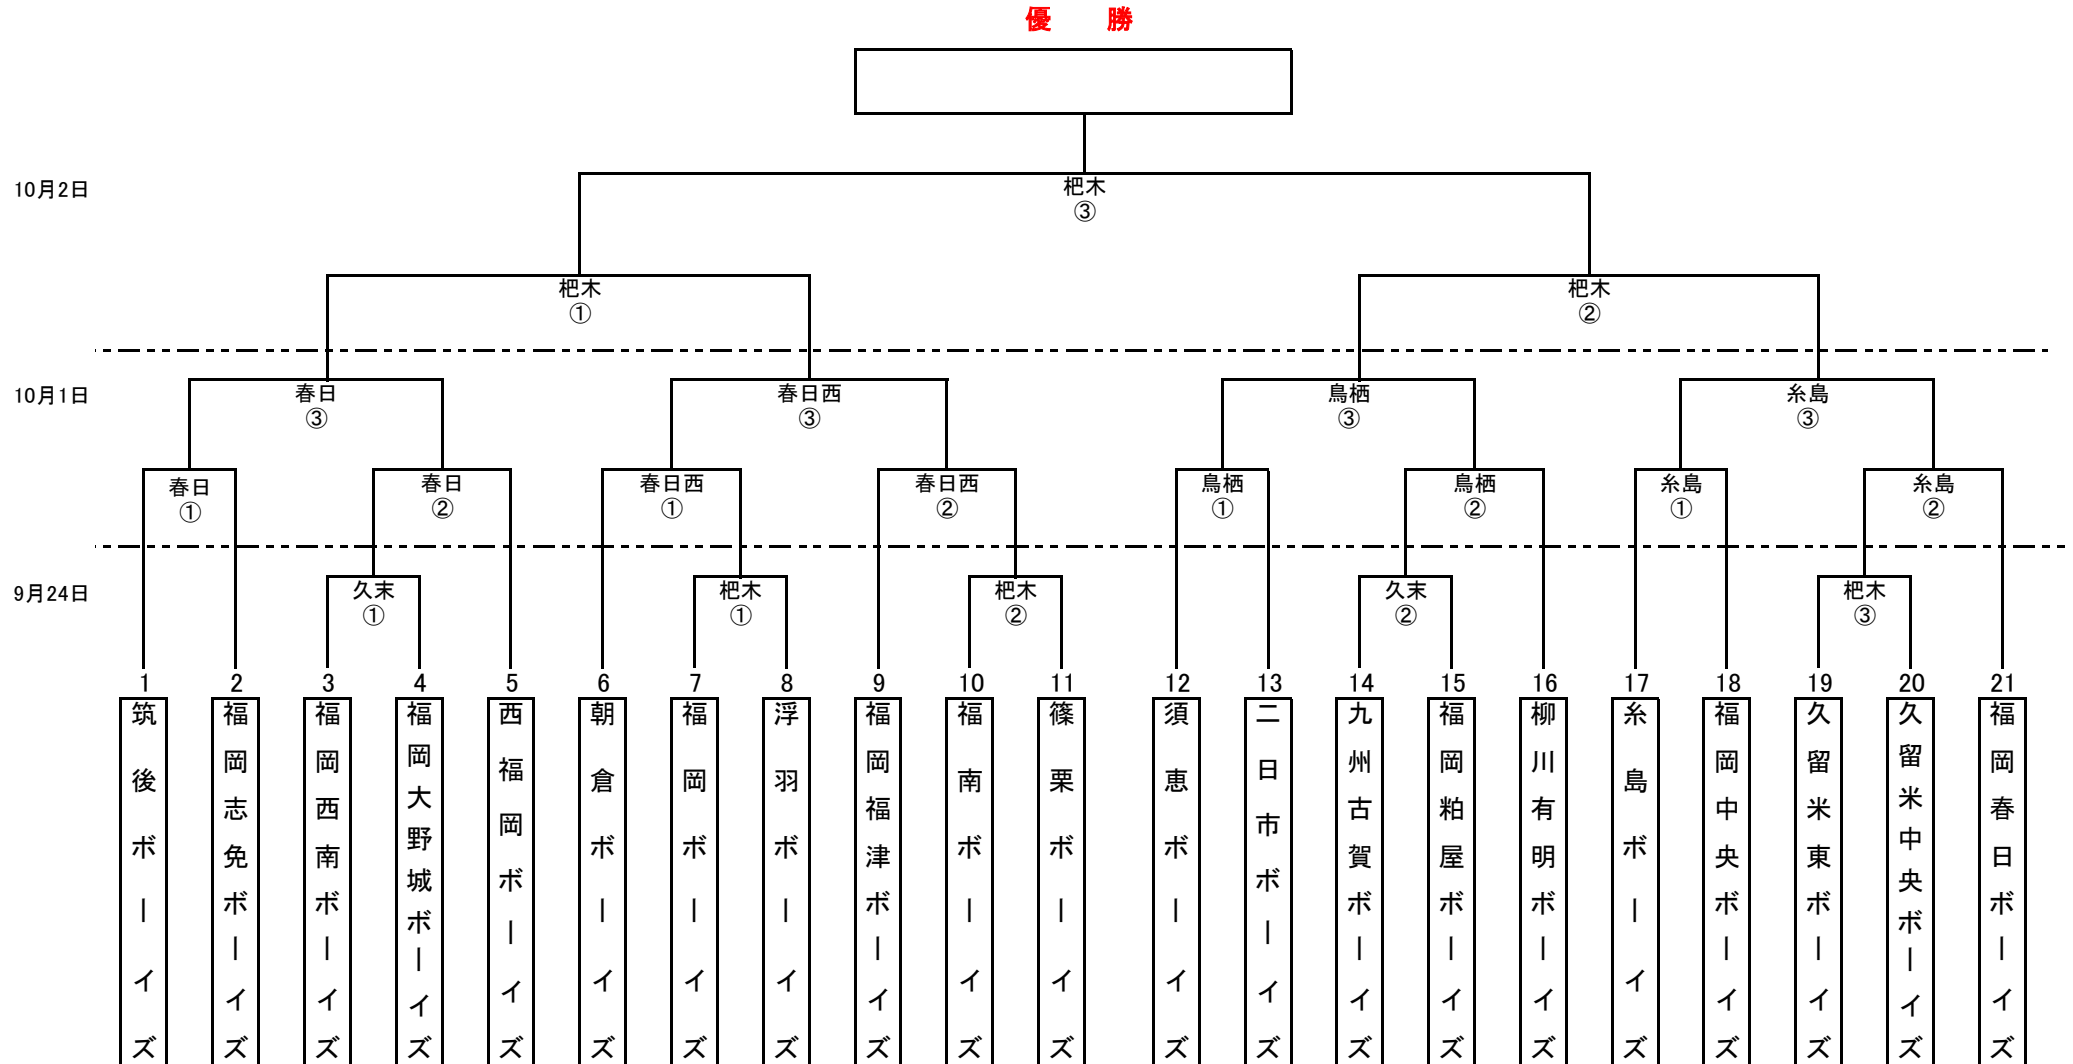 優 勝
10月2日
杷木
③
杷木
①
杷木
②
10月1日
春日
③
春日西
③
鳥栖
③
糸島
③
春日
①
春日
②
春日西
①
春日西
②
鳥栖
①
鳥栖
②
糸島
①
糸島
②
9月24日
久末
①
杷木
①
杷木
②
久末
②
杷木
③
1
筑後ボーイズ
2
福岡志免ボーイズ
3
福岡西南ボーイズ
4
福岡大野城ボーイズ
5
西福岡ボーイズ
6
朝倉ボーイズ
7
福岡ボーイズ
8
浮羽ボーイズ
9
福岡福津ボーイズ
10
福南ボーイズ
11
篠栗ボーイズ
12
須恵ボーイズ
13
二日市ボーイズ
14
九州古賀ボーイズ
15
福岡粕屋ボーイズ
16
柳川有明ボーイズ
17
糸島ボーイズ
18
福岡中央ボーイズ
19
久留米東ボーイズ
20
久留米中央ボーイズ
21
福岡春日ボーイズ